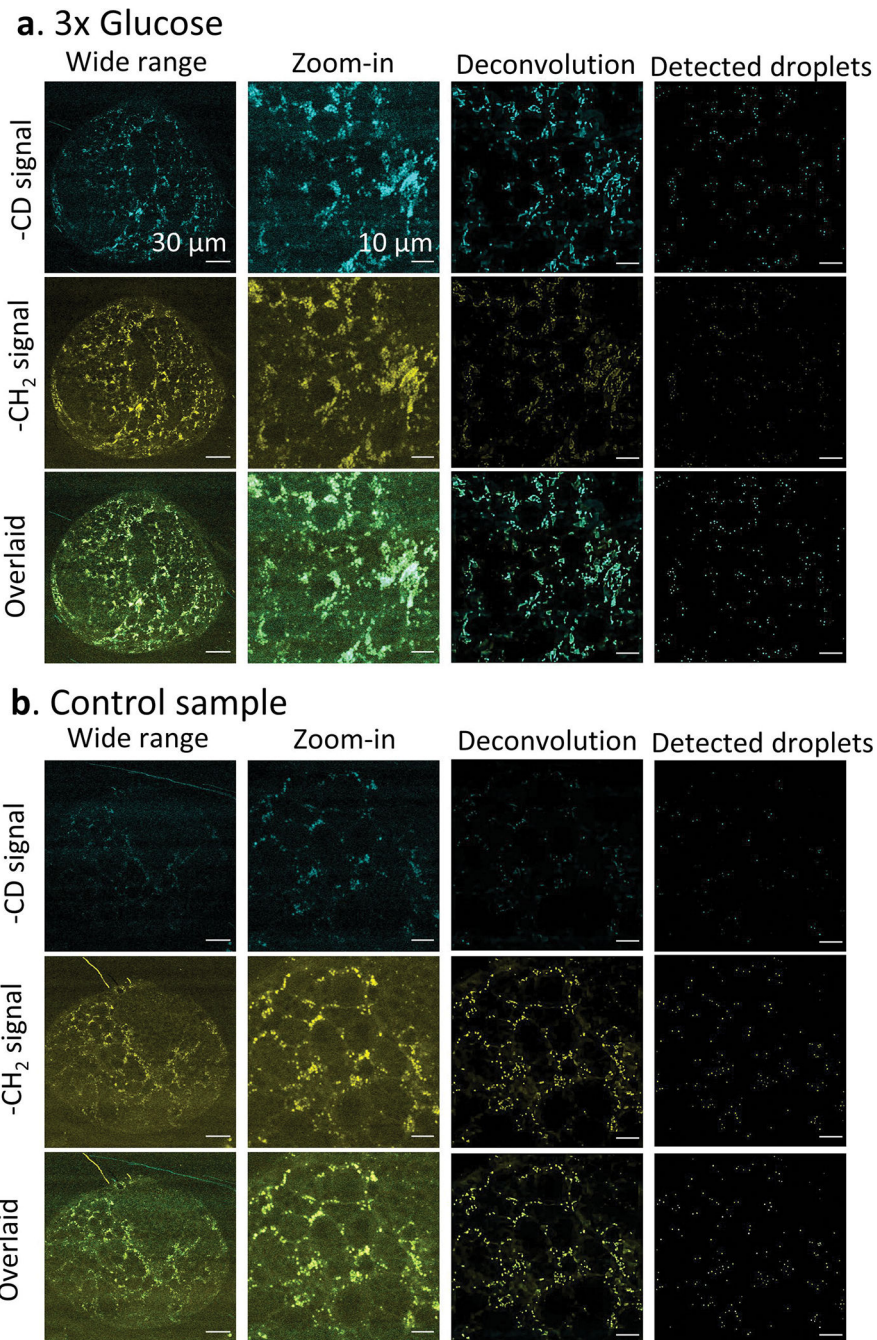 a. 3x Glucose
Wide range Zoom-in Deconvolution Detected droplets
-CD signal
30 μm 10 μm
-CH₂ signal
Overlaid
b. Control sample
Wide range Zoom-in Deconvolution Detected droplets
-CD signal
-CH₂ signal
Overlaid